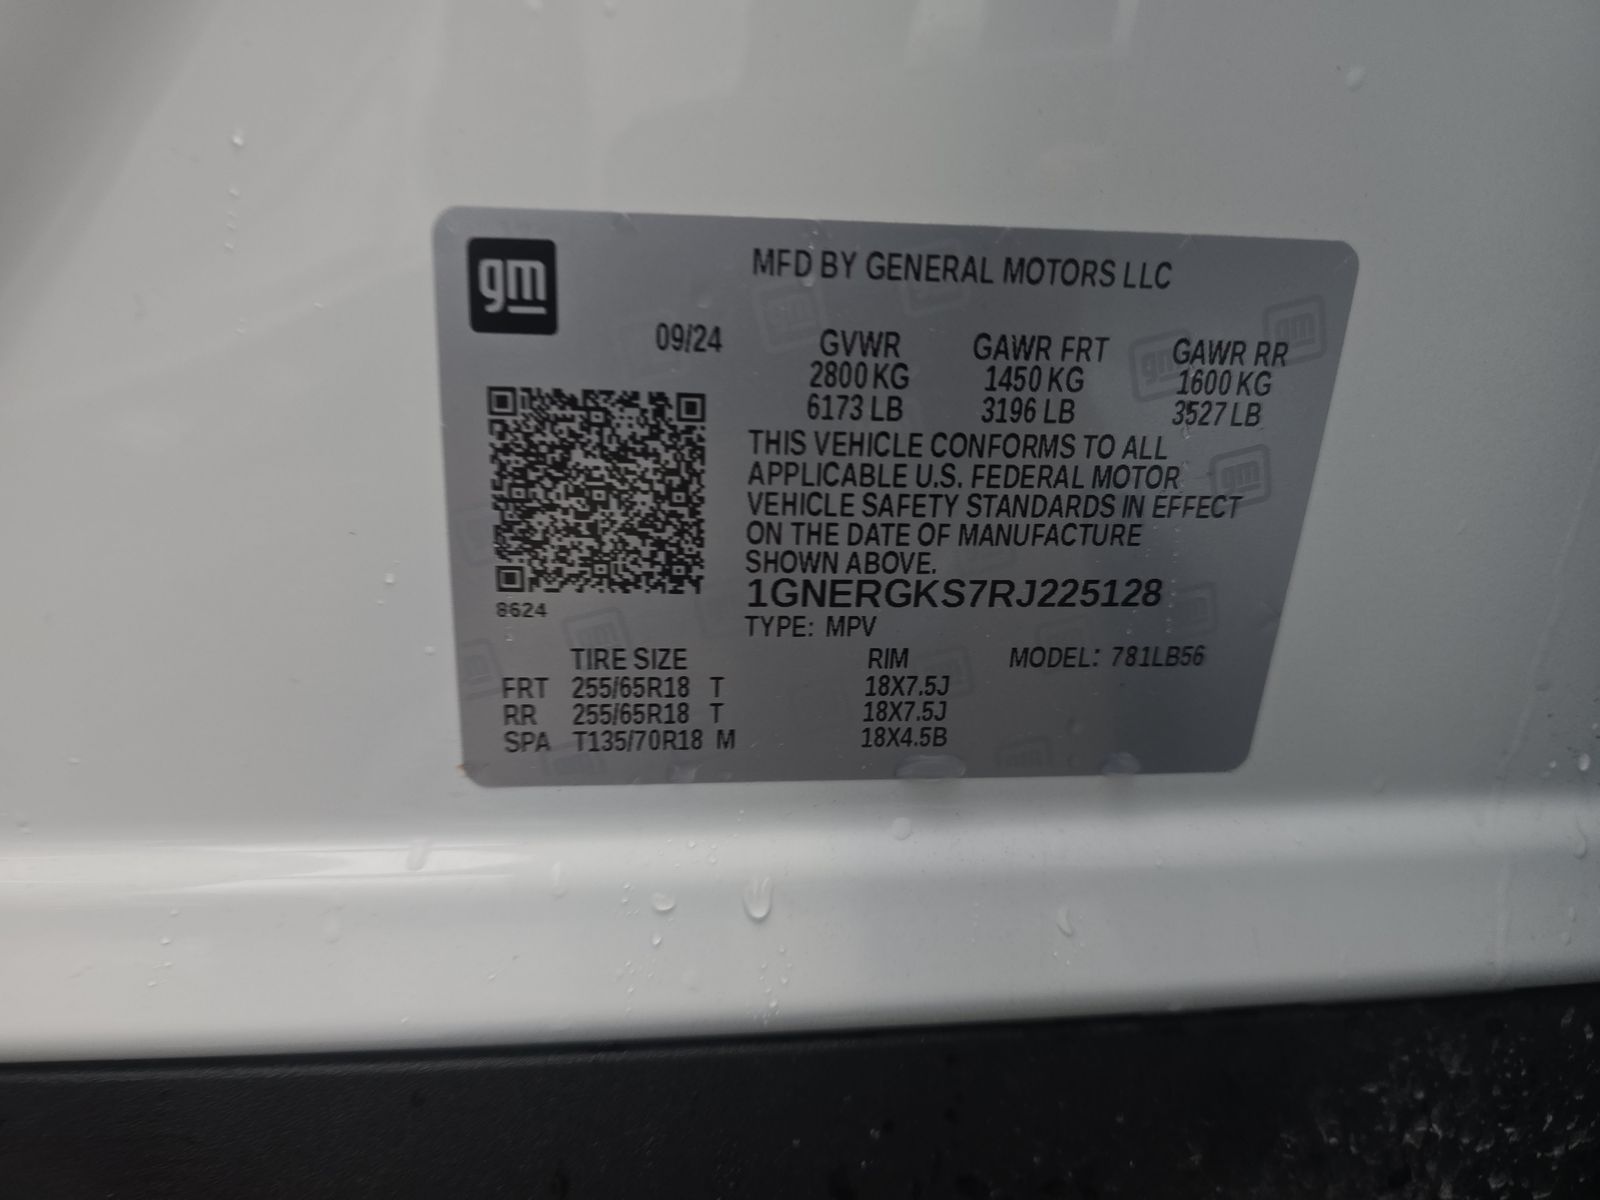 gm
MFD BY GENERAL MOTORS LLC
09/24 GVWR GAWR FRT GAWR RR
2800 KG 1450 KG 1600 KG
6173 LB 3196 LB 3527 LB
THIS VEHICLE CONFORMS TO ALL
APPLICABLE U.S. FEDERAL MOTOR
VEHICLE SAFETY STANDARDS IN EFFECT
ON THE DATE OF MANUFACTURE
SHOWN ABOVE.
1GNERGKS7RJ225128
8624
TYPE: MPV
TIRE SIZE RIM MODEL: 781LB56
FRT 255/65R18 T 18X7.5J
RR 255/65R18 T 18X7.5J
SPA T135/70R18 M 18X4.5B